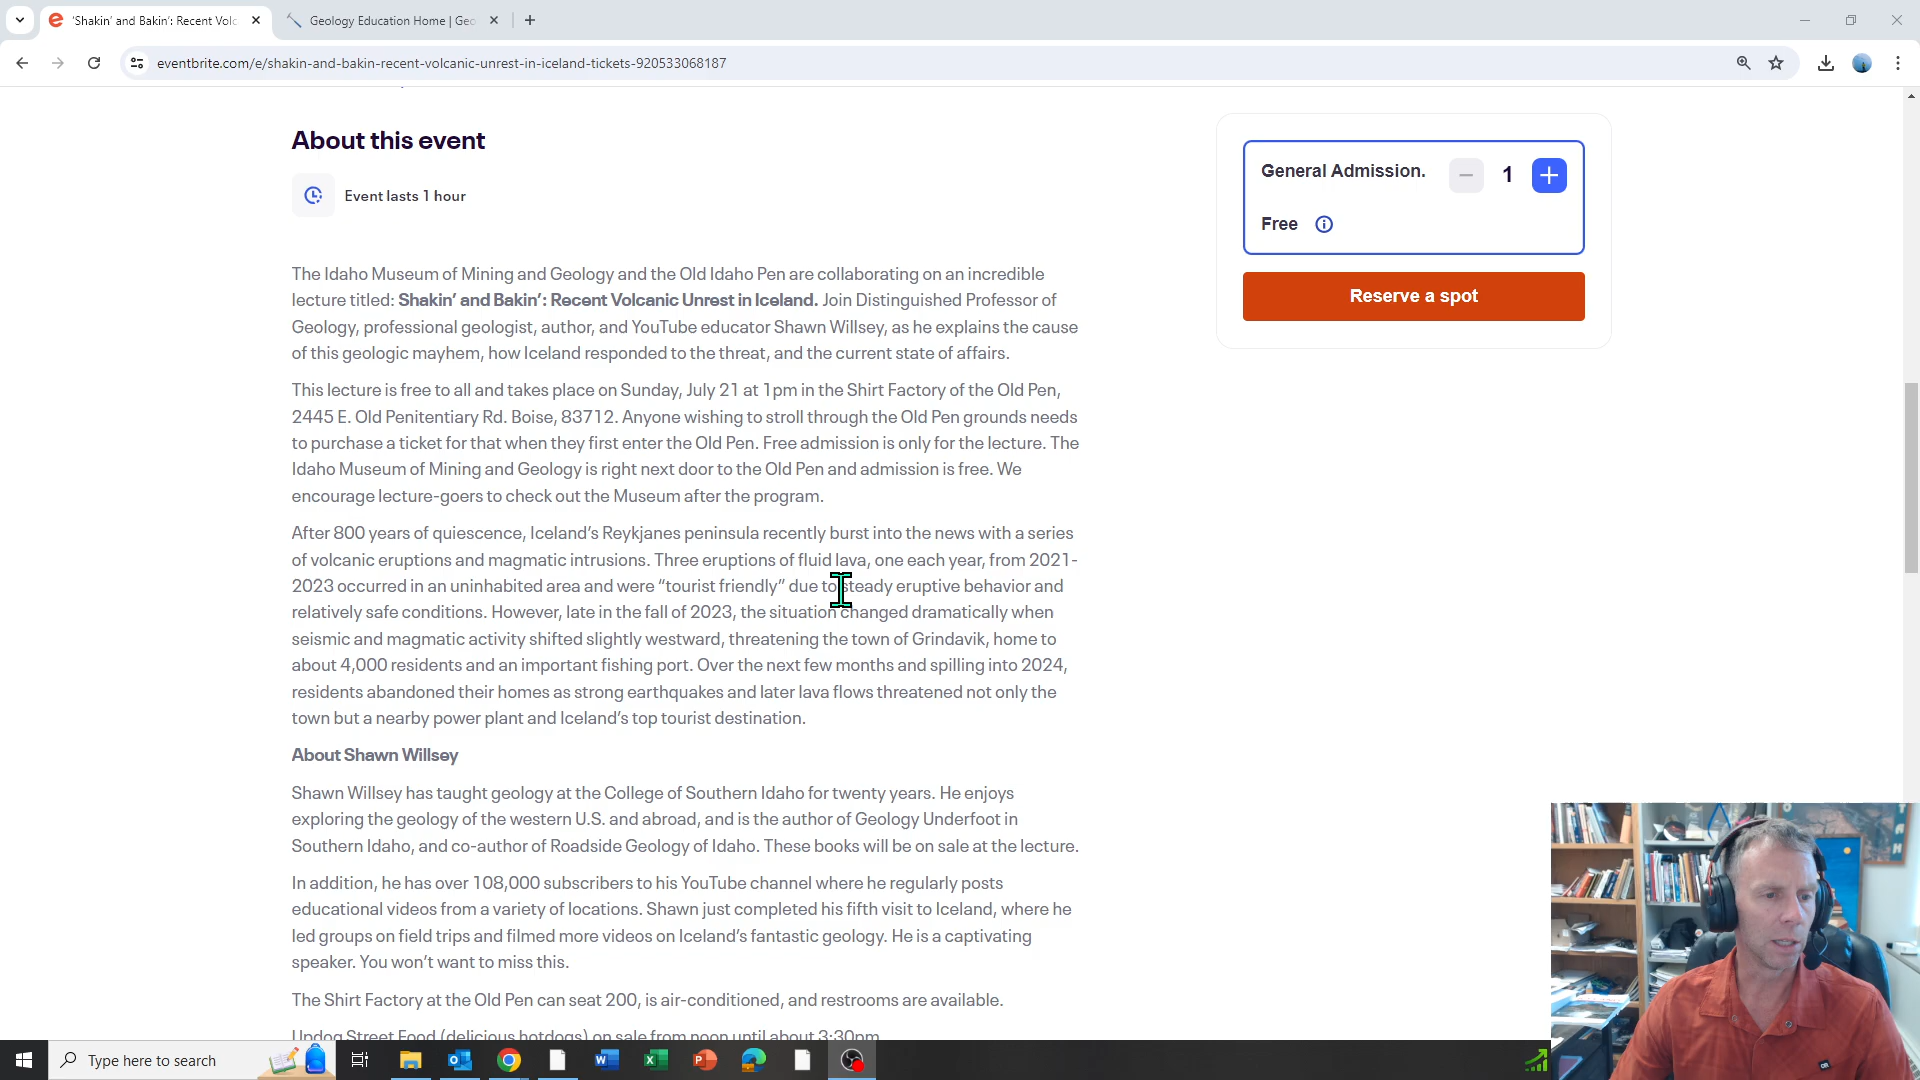 'Shakin' and Bakin': Recent Volc
Geology Education Home | Geo
eventbrite.com/e/shakin-and-bakin-recent-volcanic-unrest-in-iceland-tickets-920533068187
About this event
Event lasts 1 hour
General Admission.
1
Free
Reserve a spot
The Idaho Museum of Mining and Geology and the Old Idaho Pen are collaborating on an incredible
lecture titled: Shakin' and Bakin': Recent Volcanic Unrest in Iceland. Join Distinguished Professor of
Geology, professional geologist, author, and YouTube educator Shawn Willsey, as he explains the cause
of this geologic mayhem, how Iceland responded to the threat, and the current state of affairs.
This lecture is free to all and takes place on Sunday, July 21 at 1pm in the Shirt Factory of the Old Pen,
2445 E. Old Penitentiary Rd. Boise, 83712. Anyone wishing to stroll through the Old Pen grounds needs
to purchase a ticket for that when they first enter the Old Pen. Free admission is only for the lecture. The
Idaho Museum of Mining and Geology is right next door to the Old Pen and admission is free. We
encourage lecture-goers to check out the Museum after the program.
After 800 years of quiescence, Iceland's Reykjanes peninsula recently burst into the news with a series
of volcanic eruptions and magmatic intrusions. Three eruptions of fluid lava, one each year, from 2021-
2023 occurred in an uninhabited area and were “tourist friendly” due to steady eruptive behavior and
relatively safe conditions. However, late in the fall of 2023, the situation changed dramatically when
seismic and magmatic activity shifted slightly westward, threatening the town of Grindavik, home to
about 4,000 residents and an important fishing port. Over the next few months and spilling into 2024,
residents abandoned their homes as strong earthquakes and later lava flows threatened not only the
town but a nearby power plant and Iceland's top tourist destination.
About Shawn Willsey
Shawn Willsey has taught geology at the College of Southern Idaho for twenty years. He enjoys
exploring the geology of the western U.S. and abroad, and is the author of Geology Underfoot in
Southern Idaho, and co-author of Roadside Geology of Idaho. These books will be on sale at the lecture.
In addition, he has over 108,000 subscribers to his YouTube channel where he regularly posts
educational videos from a variety of locations. Shawn just completed his fifth visit to Iceland, where he
led groups on field trips and filmed more videos on Iceland's fantastic geology. He is a captivating
speaker. You won't want to miss this.
The Shirt Factory at the Old Pen can seat 200, is air-conditioned, and restrooms are available.
Updog Street Food (delicious hotdogs) on sale from noon until about 3:30pm
Type here to search